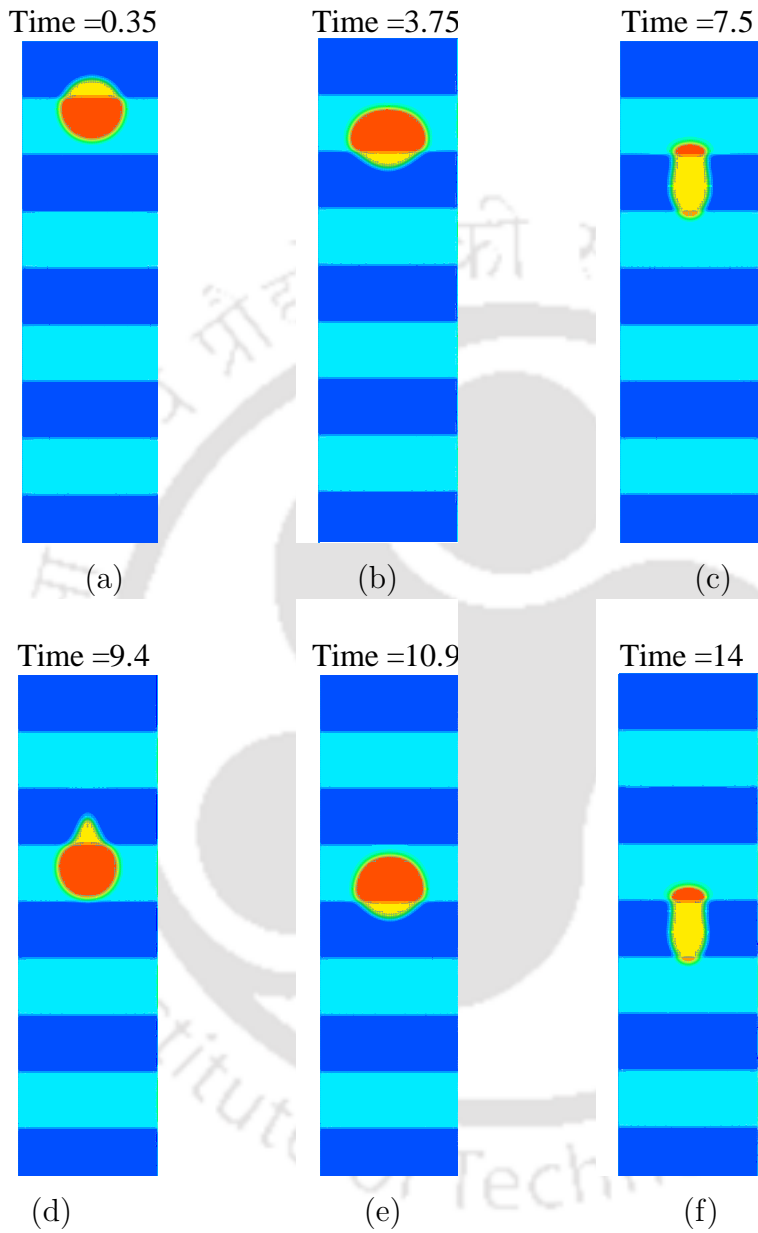 Time =0.35
Time =3.75
Time =7.5
(a)
(b)
(c)
Time =9.4
Time =10.9
Time =14
(d)
(e)
(f)